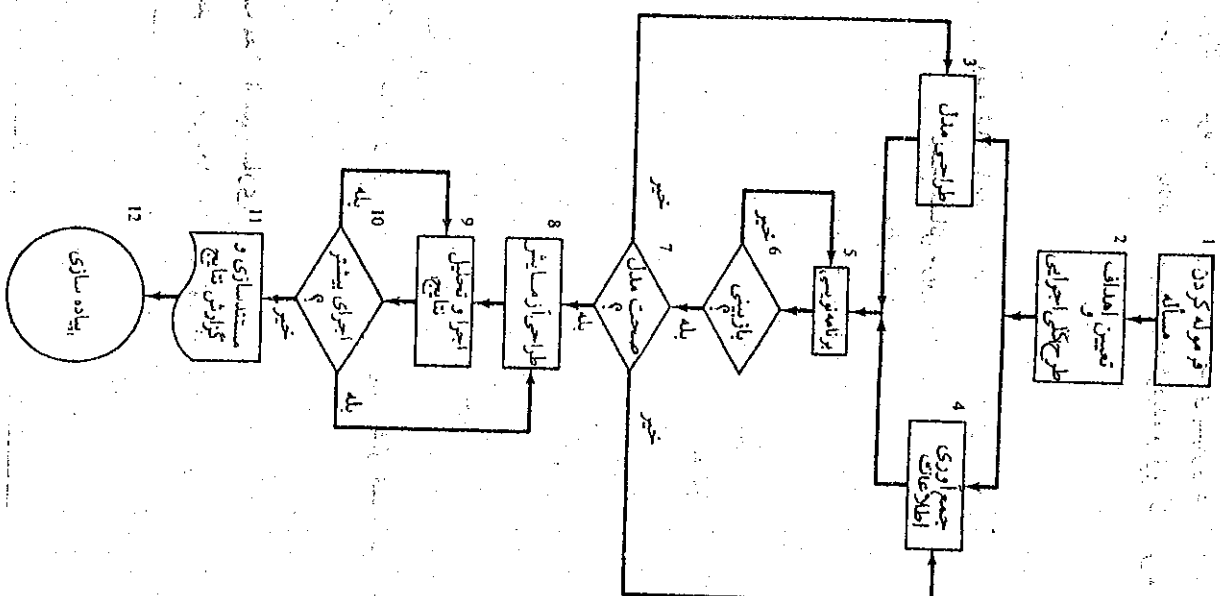 1
فرموله کردن
مسأله
2
تعیین اهداف
و
طرح کلی اجرایی
3
طراحی مدل
4
جمع آوری
اطلاعات
5
برنامه نویسی
6
بازبینی
؟
خیر
بله
7
صحت مدل
؟
خیر
خیر
بله
8
طراحی آزمایش
9
اجرا و تحلیل
نتایج
10
اجرای بیشتر
؟
بله
بله
خیر
11
مستندسازی و
گزارش نتایج
12
پیاده سازی